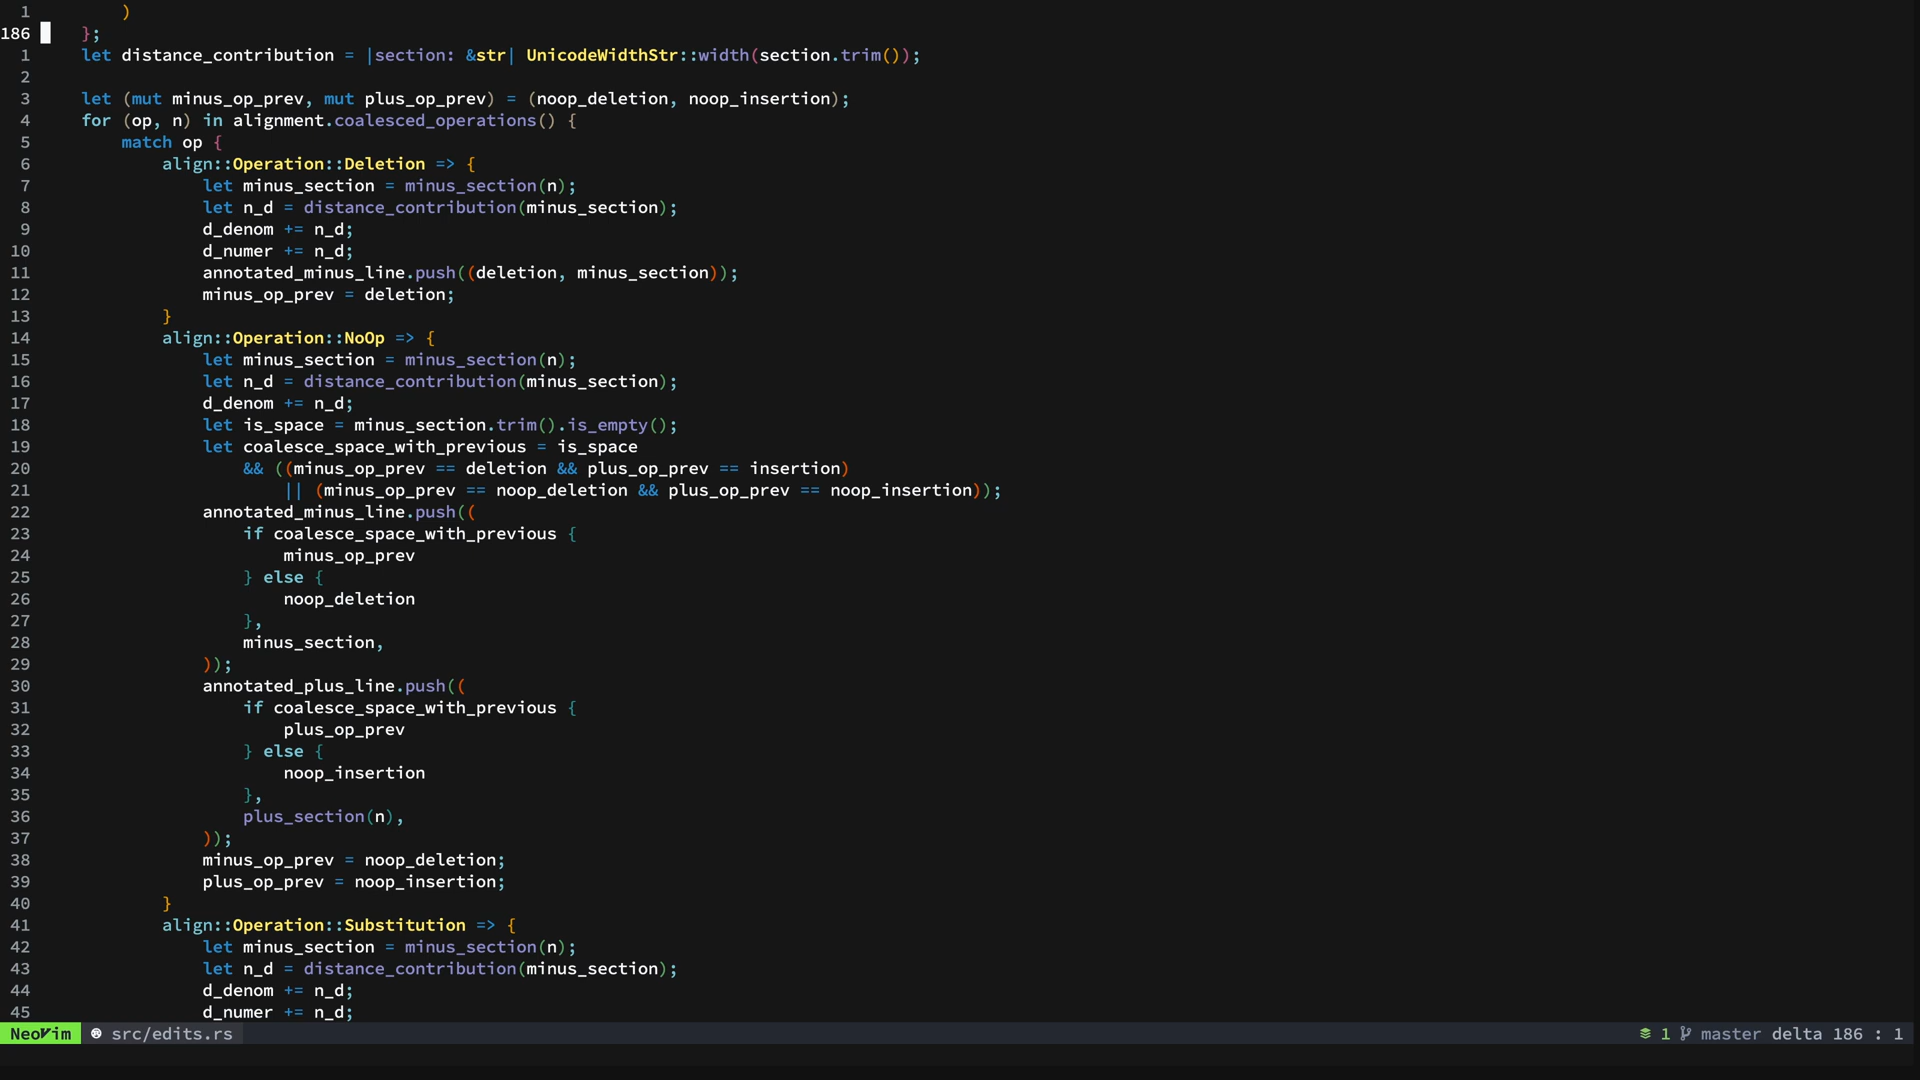 1         )
186     };
1     let distance_contribution = |section: &str| UnicodeWidthStr::width(section.trim());
2
3     let (mut minus_op_prev, mut plus_op_prev) = (noop_deletion, noop_insertion);
4     for (op, n) in alignment.coalesced_operations() {
5         match op {
6             align::Operation::Deletion => {
7                 let minus_section = minus_section(n);
8                 let n_d = distance_contribution(minus_section);
9                 d_denom += n_d;
10                 d_numer += n_d;
11                 annotated_minus_line.push((deletion, minus_section));
12                 minus_op_prev = deletion;
13             }
14             align::Operation::NoOp => {
15                 let minus_section = minus_section(n);
16                 let n_d = distance_contribution(minus_section);
17                 d_denom += n_d;
18                 let is_space = minus_section.trim().is_empty();
19                 let coalesce_space_with_previous = is_space
20                     && ((minus_op_prev == deletion && plus_op_prev == insertion)
21                         || (minus_op_prev == noop_deletion && plus_op_prev == noop_insertion));
22                 annotated_minus_line.push((
23                     if coalesce_space_with_previous {
24                         minus_op_prev
25                     } else {
26                         noop_deletion
27                     },
28                     minus_section,
29                 ));
30                 annotated_plus_line.push((
31                     if coalesce_space_with_previous {
32                         plus_op_prev
33                     } else {
34                         noop_insertion
35                     },
36                     plus_section(n),
37                 ));
38                 minus_op_prev = noop_deletion;
39                 plus_op_prev = noop_insertion;
40             }
41             align::Operation::Substitution => {
42                 let minus_section = minus_section(n);
43                 let n_d = distance_contribution(minus_section);
44                 d_denom += n_d;
45                 d_numer += n_d;
NeoVim src/edits.rs 1 master delta 186 : 1